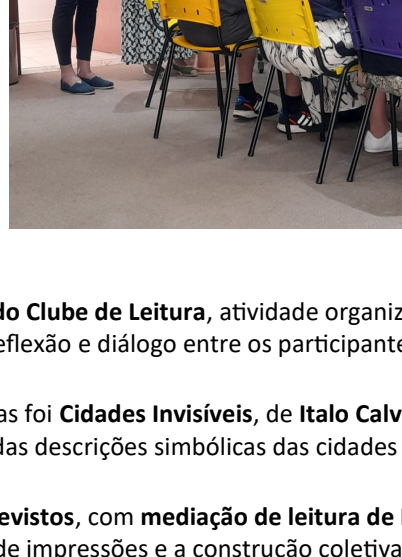 do Clube de Leitura, atividade organiz
eflexão e diálogo entre os participante
as foi Cidades Invisíveis, de Italo Calv
das descrições simbólicas das cidades
evistos, com mediação de leitura de
de impressões e a construção coletiva